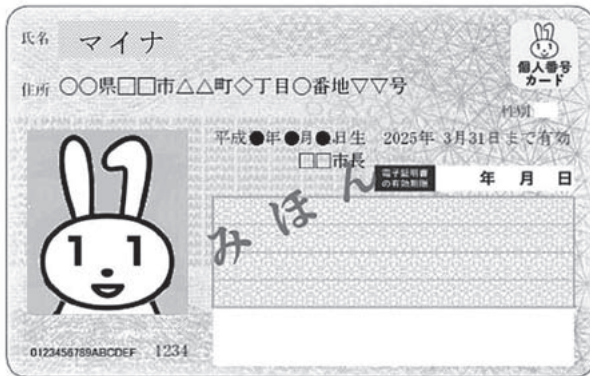 氏名 マイナ
個人番号
カード
住所 ○○県□□市△△町◇丁目○番地▽▽号
性別
平成●年●月●日生 2025年 3月31日まで有効
□□市長
電子証明書
の有効期限
年 月 日
みほん
0123456789ABCDEF 1234